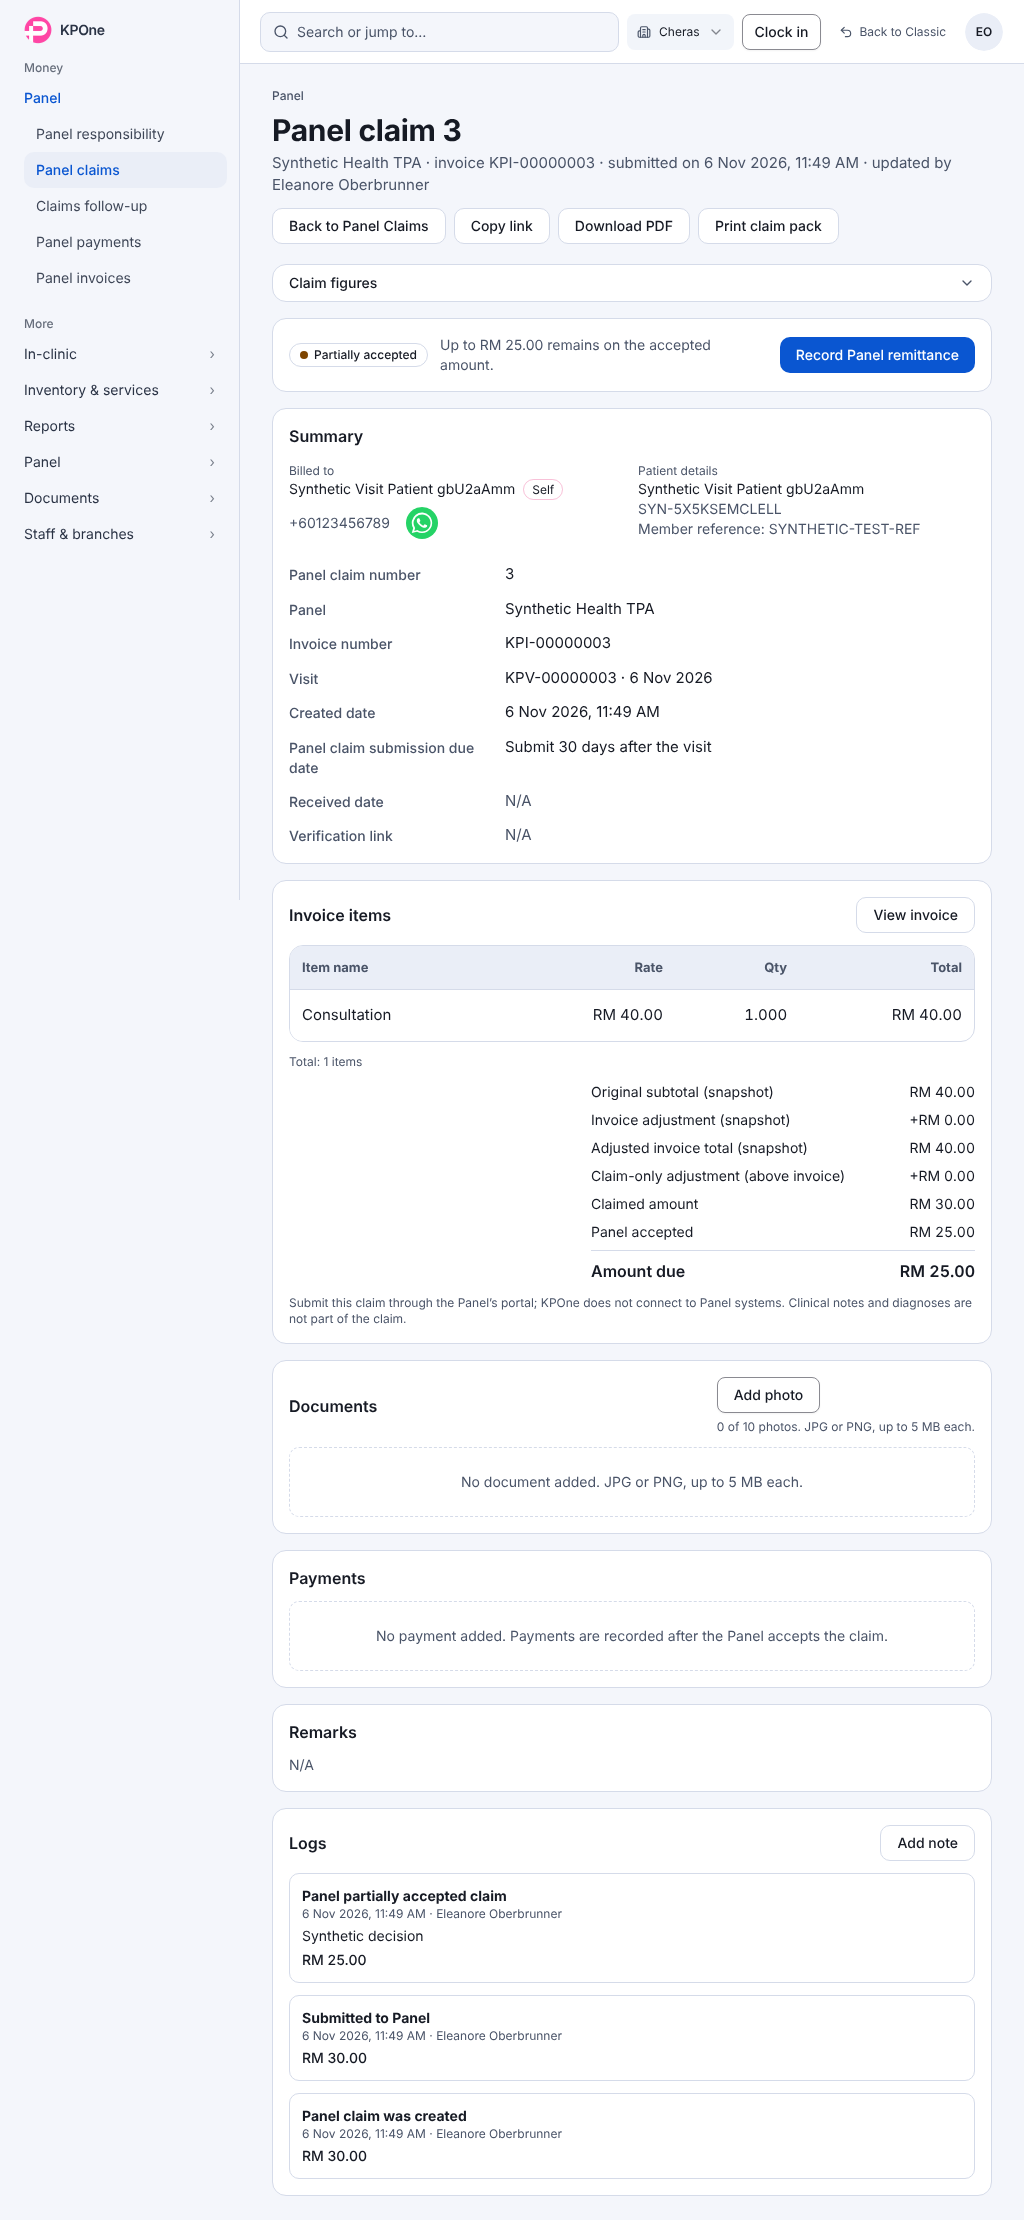 KPOne
Money
Panel
Panel responsibility
Panel claims
Claims follow-up
Panel payments
Panel invoices
More
In-clinic
Inventory & services
Reports
Panel
Documents
Staff & branches
Search or jump to...
Cheras
Clock in
Back to Classic
EO
Panel
Panel claim 3
Synthetic Health TPA · invoice KPI-00000003 · submitted on 6 Nov 2026, 11:49 AM · updated by
Eleanore Oberbrunner
Back to Panel Claims
Copy link
Download PDF
Print claim pack
Claim figures
Partially accepted
Up to RM 25.00 remains on the accepted
amount.
Record Panel remittance
Summary
Billed to
Synthetic Visit Patient gbU2aAmm Self
+60123456789
Patient details
Synthetic Visit Patient gbU2aAmm
SYN-5X5KSEMCLELL
Member reference: SYNTHETIC-TEST-REF
Panel claim number 3
Panel Synthetic Health TPA
Invoice number KPI-00000003
Visit KPV-00000003 · 6 Nov 2026
Created date 6 Nov 2026, 11:49 AM
Panel claim submission due Submit 30 days after the visit
date
Received date N/A
Verification link N/A
Invoice items View invoice
Item name Rate Qty Total
Consultation RM 40.00 1.000 RM 40.00
Total: 1 items
Original subtotal (snapshot) RM 40.00
Invoice adjustment (snapshot) +RM 0.00
Adjusted invoice total (snapshot) RM 40.00
Claim-only adjustment (above invoice) +RM 0.00
Claimed amount RM 30.00
Panel accepted RM 25.00
Amount due RM 25.00
Submit this claim through the Panel's portal; KPOne does not connect to Panel systems. Clinical notes and diagnoses are
not part of the claim.
Documents
Add photo
0 of 10 photos. JPG or PNG, up to 5 MB each.
No document added. JPG or PNG, up to 5 MB each.
Payments
No payment added. Payments are recorded after the Panel accepts the claim.
Remarks
N/A
Logs Add note
Panel partially accepted claim
6 Nov 2026, 11:49 AM · Eleanore Oberbrunner
Synthetic decision
RM 25.00
Submitted to Panel
6 Nov 2026, 11:49 AM · Eleanore Oberbrunner
RM 30.00
Panel claim was created
6 Nov 2026, 11:49 AM · Eleanore Oberbrunner
RM 30.00